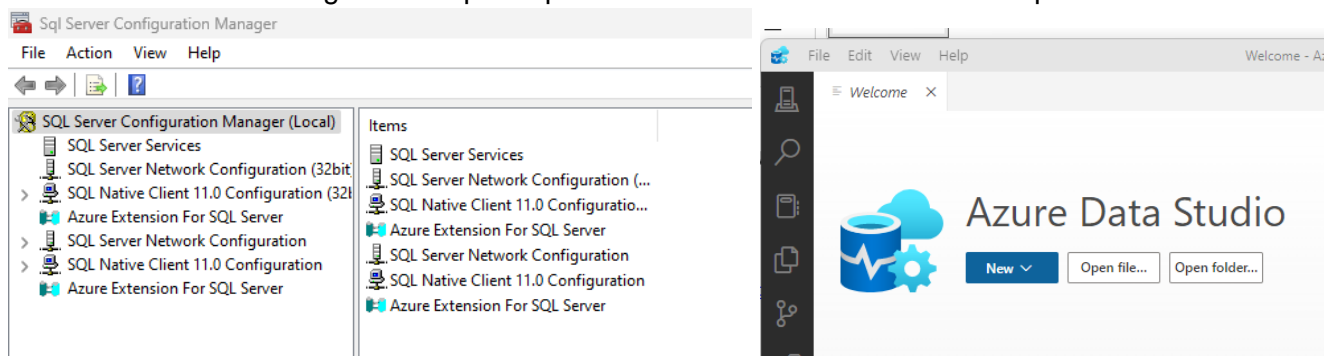 Sql Server Configuration Manager
File Action View Help
SQL Server Configuration Manager (Local)
SQL Server Services
SQL Server Network Configuration (32bit
SQL Native Client 11.0 Configuration (32b
Azure Extension For SQL Server
SQL Server Network Configuration
SQL Native Client 11.0 Configuration
Azure Extension For SQL Server
Items
SQL Server Services
SQL Server Network Configuration (...
SQL Native Client 11.0 Configuratio...
Azure Extension For SQL Server
SQL Server Network Configuration
SQL Native Client 11.0 Configuration
Azure Extension For SQL Server
File Edit View Help
Welcome - Az
Welcome
Azure Data Studio
New
Open file...
Open folder...